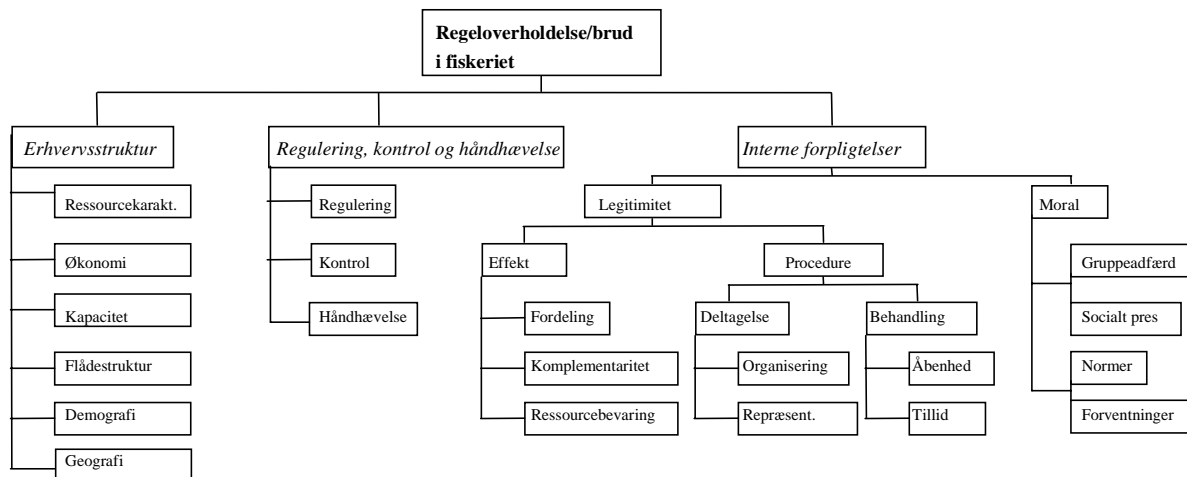 Regeloverholdelse/brud
i fiskeriet
Erhvervsstruktur
Regulering, kontrol og håndhævelse
Interne forpligtelser
Ressourcekarakt.
Regulering
Legitimitet
Moral
Økonomi
Kontrol
Effekt
Procedure
Gruppeadfærd
Kapacitet
Håndhævelse
Fordeling
Deltagelse
Behandling
Socialt pres
Flådestruktur
Komplementaritet
Organisering
Åbenhed
Normer
Demografi
Ressourcebevaring
Repræsent.
Tillid
Forventninger
Geografi